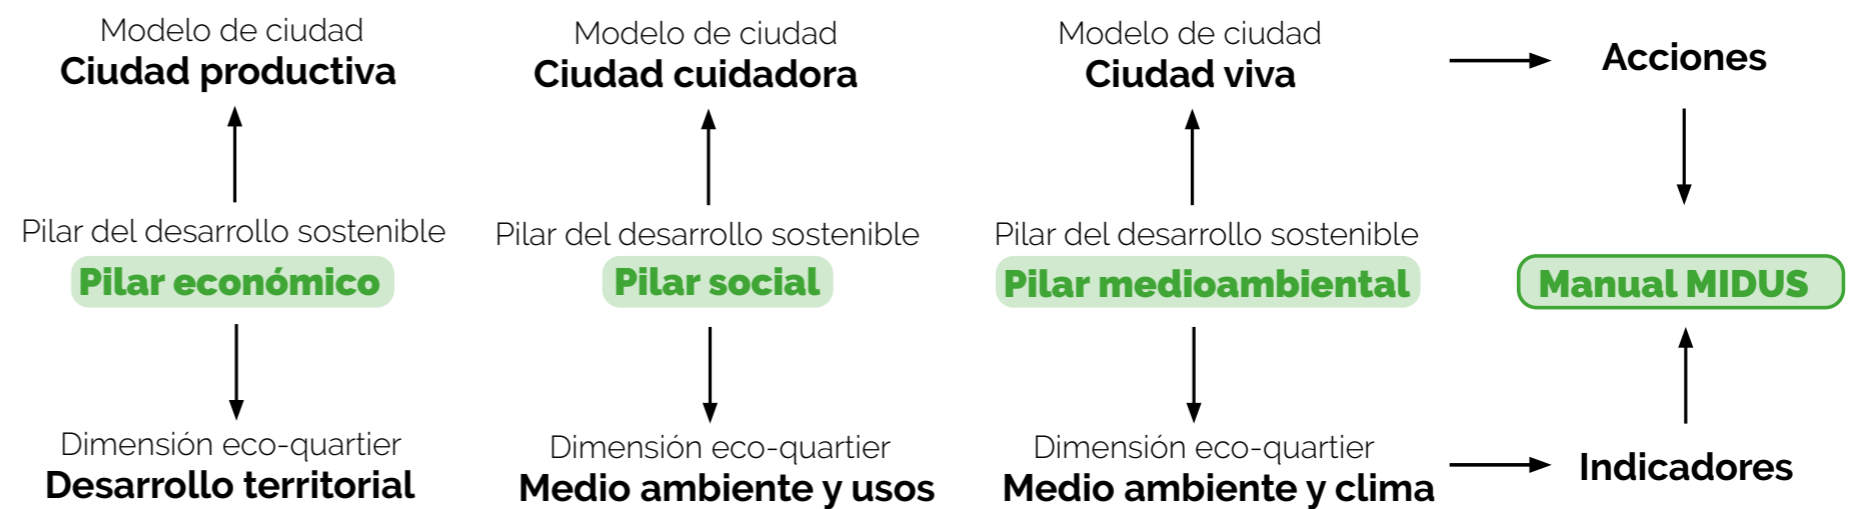 Modelo de ciudad
Ciudad productiva
Pilar del desarrollo sostenible
Pilar económico
Dimensión eco-quartier
Desarrollo territorial
Modelo de ciudad
Ciudad cuidadora
Pilar del desarrollo sostenible
Pilar social
Dimensión eco-quartier
Medio ambiente y usos
Modelo de ciudad
Ciudad viva
Pilar del desarrollo sostenible
Pilar medioambiental
Dimensión eco-quartier
Medio ambiente y clima
Acciones
Manual MIDUS
Indicadores